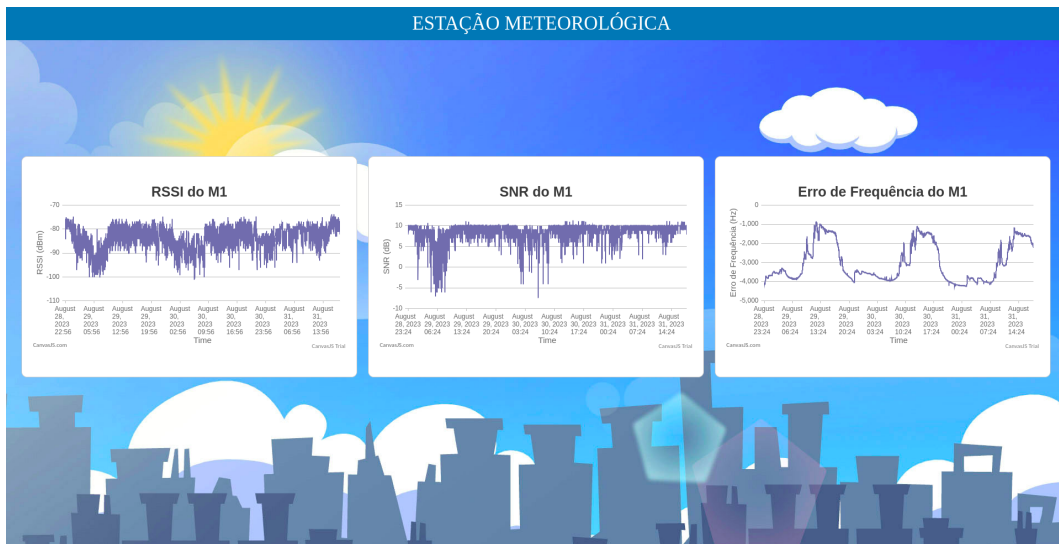 ESTAÇÃO METEOROLÓGICA
RSSI do M1
-70
-80
-90
-100
-110
RSSI (dBm)
August 28, 2023 22:56
August 29, 2023 05:56
August 29, 2023 12:56
August 29, 2023 19:56
August 30, 2023 02:56
August 30, 2023 09:56
August 30, 2023 16:56
August 30, 2023 23:56
August 31, 2023 06:56
August 31, 2023 13:56
Time
CanvasJS.com
CanvasJS Trial
SNR do M1
15
10
5
0
-5
-10
SNR (dB)
August 28, 2023 23:24
August 29, 2023 06:24
August 29, 2023 13:24
August 29, 2023 20:24
August 30, 2023 03:24
August 30, 2023 10:24
August 30, 2023 17:24
August 31, 2023 00:24
August 31, 2023 07:24
August 31, 2023 14:24
Time
CanvasJS.com
CanvasJS Trial
Erro de Frequência do M1
0
-1,000
-2,000
-3,000
-4,000
-5,000
Erro de Frequência (Hz)
August 28, 2023 23:24
August 29, 2023 06:24
August 29, 2023 13:24
August 29, 2023 20:24
August 30, 2023 03:24
August 30, 2023 10:24
August 30, 2023 17:24
August 31, 2023 00:24
August 31, 2023 07:24
August 31, 2023 14:24
Time
CanvasJS.com
CanvasJS Trial